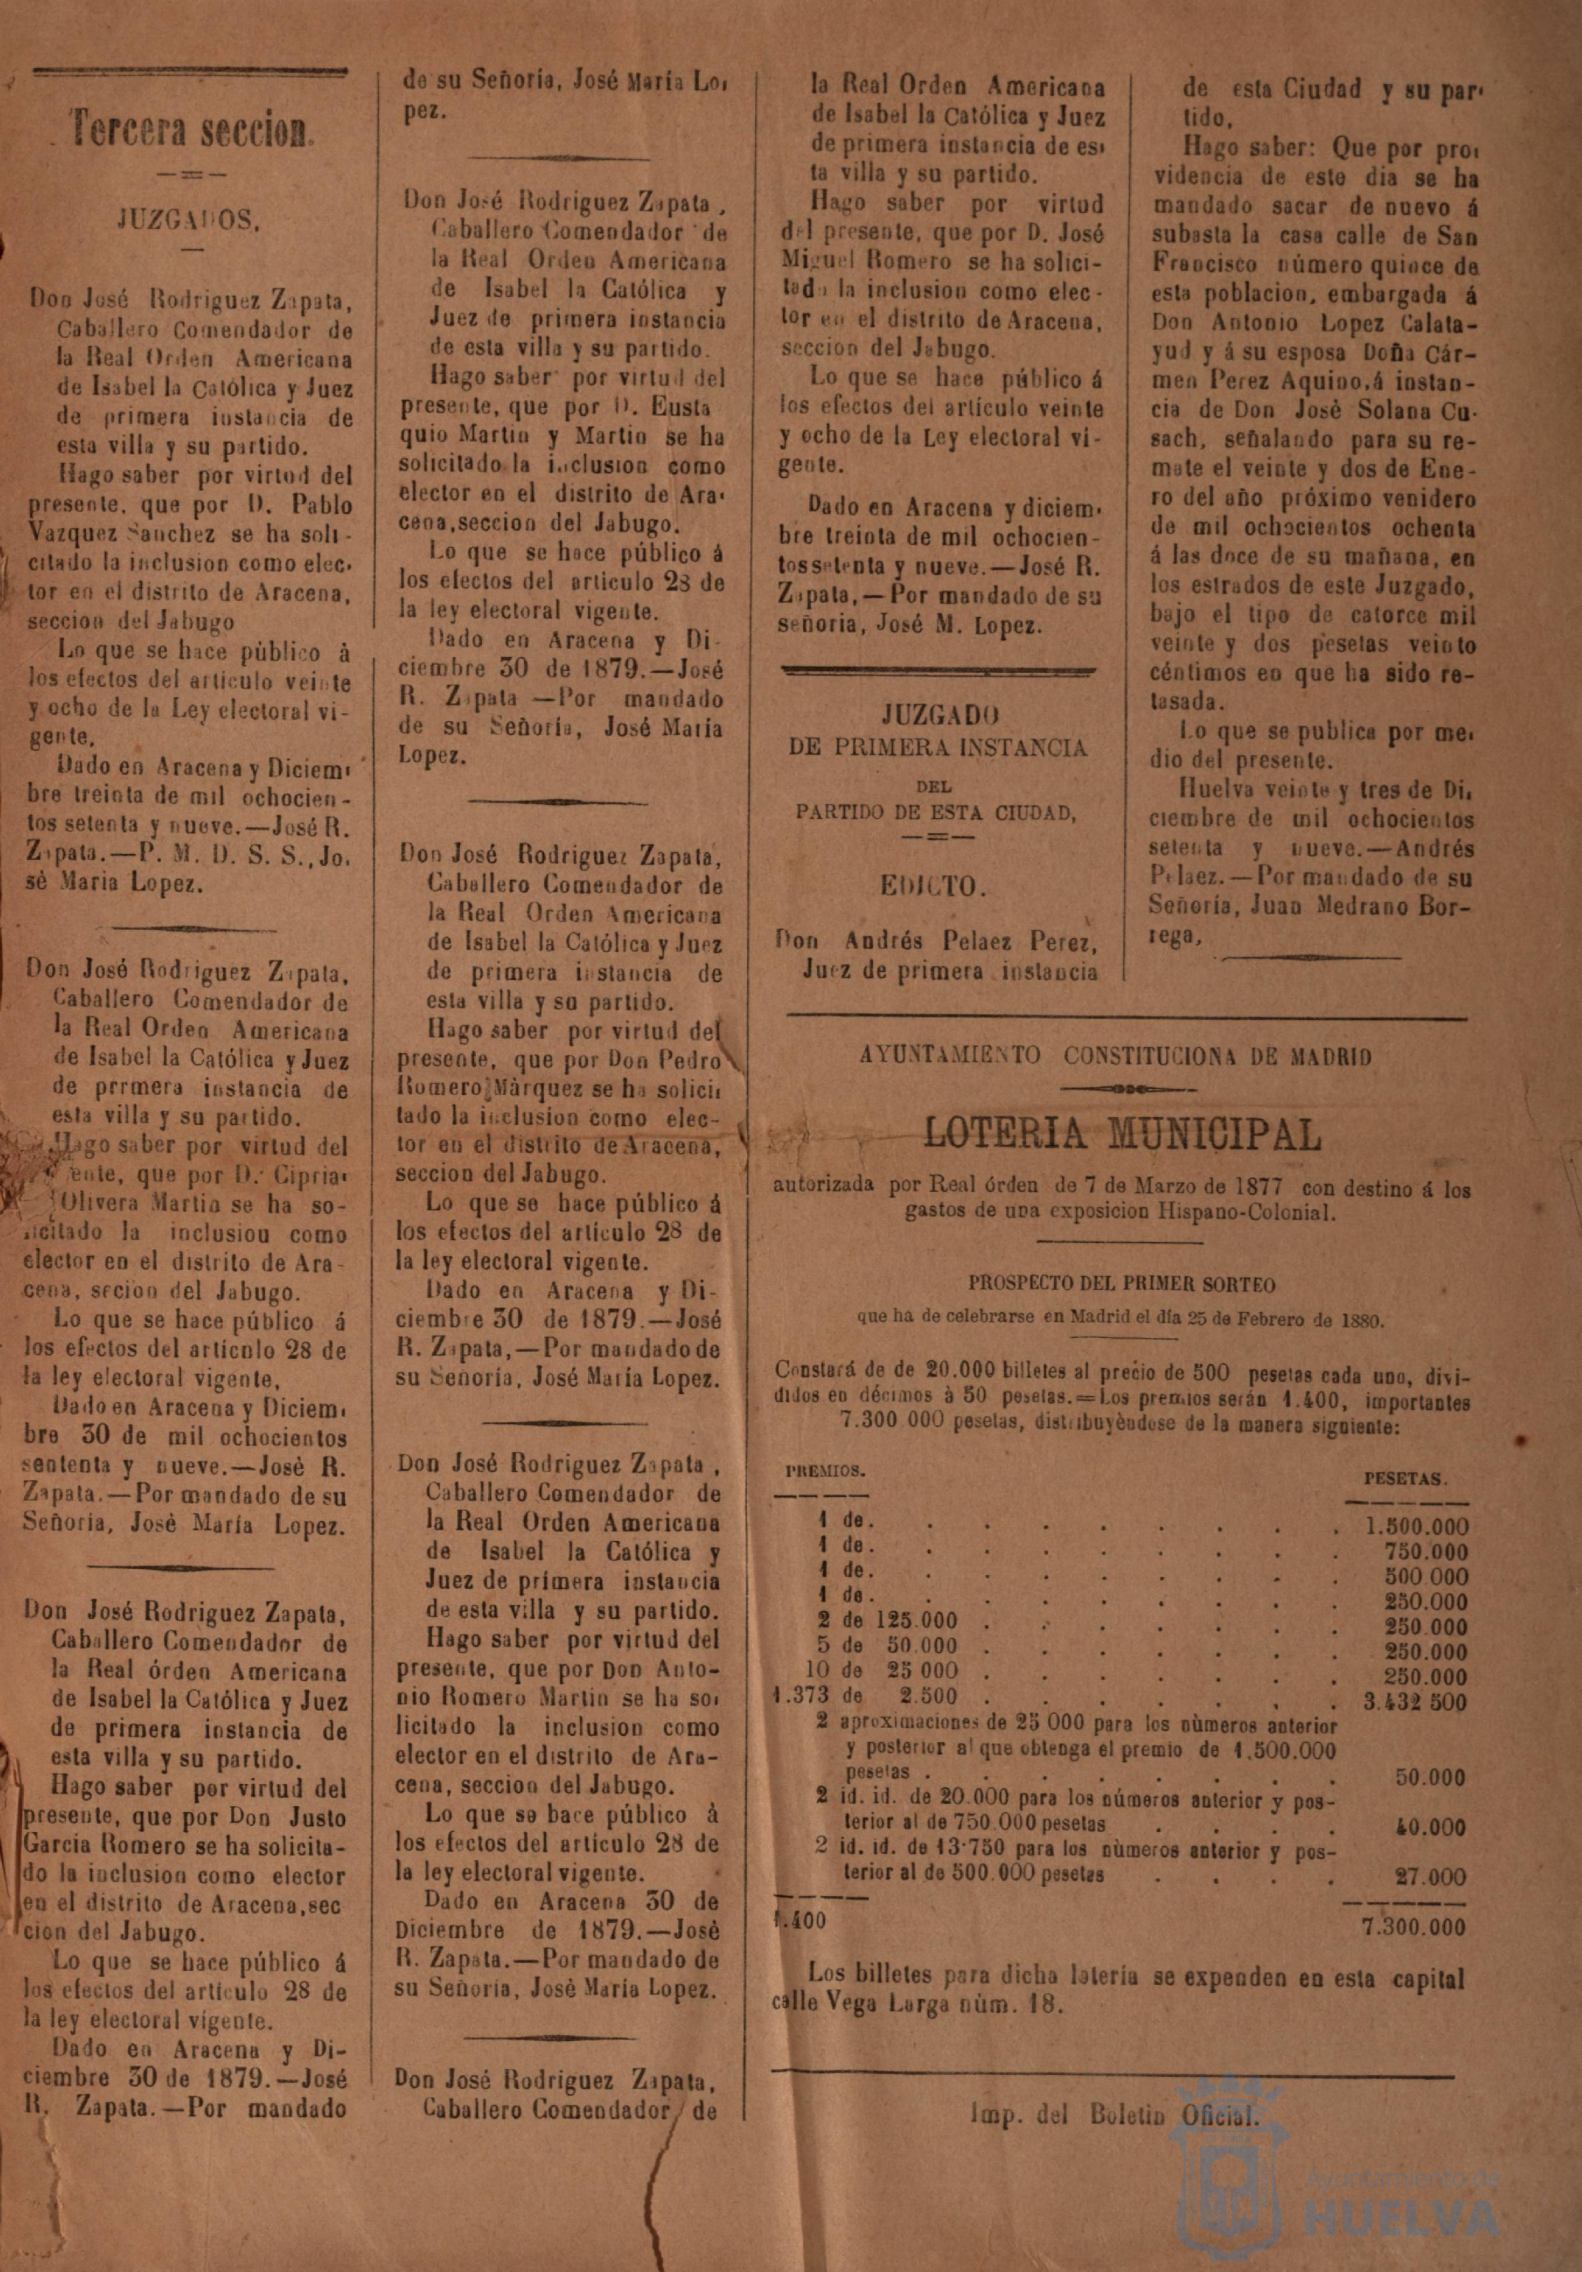 Tercera seccion.
JUZGADOS,
Don José Rodriguez Zapata,
Caballero Comendador de
la Real Orden Americana
de Isabel la Católica y Juez
de primera instancia de
esta villa y su partido.
Hago saber por virtud del
presente, que por D. Pablo
Vazquez Sanchez se ha soli-
citado la inclusion como elec-
tor en el distrito de Aracena,
seccion del Jabugo
Lo que se hace público à
los efectos del articulo veinte
y ocho de la Ley electoral vi-
gente,
Dado en Aracena y Diciem-
bre treinta de mil ochocien-
tos setenta y nueve.—José R.
Zapata.—P. M. D. S. S., Jo-
sé Maria Lopez.
Don José Rodriguez Zapata,
Caballero Comendador de
la Real Orden Americana
de Isabel la Católica y Juez
de prrmera instancia de
esta villa y su partido.
Hago saber por virtud del
ente, que por D. Cipria-
Olivera Martin se ha so-
licitado la inclusion como
elector en el distrito de Ara-
cena, secion del Jabugo.
Lo que se hace público á
los efectos del articolo 28 de
la ley electoral vigente,
Dado en Aracena y Diciem-
bre 30 de mil ochocientos
sententa y nueve.—Josè R.
Zapata.—Por mandado de su
Señoria, Josè María Lopez.
Don José Rodriguez Zapata,
Caballero Comendador de
la Real órden Americana
de Isabel la Católica y Juez
de primera instancia de
esta villa y su partido.
Hago saber por virtud del
presente, que por Don Justo
Garcia Romero se ha solicita-
do la inclusion como elector
en el distrito de Aracena,sec
cion del Jabugo.
Lo que se hace público á
los efectos del articulo 28 de
la ley electoral vigente.
Dado en Aracena y Di-
ciembre 30 de 1879.—José
R. Zapata.—Por mandado
de su Señoria, José María Lo-
pez.
Don José Rodriguez Zapata,
Caballero Comendador de
la Real Orden Americana
de Isabel la Católica y
Juez de primera instancia
de esta villa y su partido.
Hago saber por virtud del
presente, que por D. Eusta
quio Martin y Martin se ha
solicitado la inclusion como
elector en el distrito de Ara-
cena,seccion del Jabugo.
Lo que se hace público á
los efectos del articulo 23 de
la ley electoral vigente.
Dado en Aracena y Di-
ciembre 30 de 1879.—José
R. Zapata —Por mandado
de su Señoria, José Maria
Lopez.
Don José Rodriguez Zapata,
Caballero Comendador de
la Real Orden Americana
de Isabel la Católica y Juez
de primera instancia de
esta villa y su partido.
Hago saber por virtud del
presente, que por Don Pedro
Romero Màrquez se ha solici-
tado la inclusion como elec-
tor en el distrito de Aracena,
seccion del Jabugo.
Lo que se hace público á
los efectos del articulo 28 de
la ley electoral vigente.
Dado en Aracena y Di-
ciembre 30 de 1879.—José
R. Zapata,—Por mandado de
su Senoria, José María Lopez.
Don José Rodriguez Zapata,
Caballero Comendador de
la Real Orden Americana
de Isabel la Católica y
Juez de primera instancia
de esta villa y su partido.
Hago saber por virtud del
presente, que por Don Anto-
nio Romero Martin se ha so-
licitado la inclusion como
elector en el distrito de Ara-
cena, seccion del Jabugo.
Lo que se bace público à
los efectos del articulo 28 de
la ley electoral vigente.
Dado en Aracena 30 de
Diciembre de 1879.—Josè
R. Zapata.—Por mandado de
su Señoria, Josè Maria Lopez.
Don José Rodriguez Zapata,
Caballero Comendador de
la Real Orden Americana
de Isabel la Católica y Juez
de primera instancia de es-
ta villa y su partido.
Hago saber por virtud
del presente, que por D. José
Miguel Romero se ha solici-
tado la inclusion como elec-
tor en el distrito de Aracena,
seccion del Jabugo.
Lo que se hace público á
los efectos del artículo veinte
y ocho de la Ley electoral vi-
gente.
Dado en Aracena y diciem-
bre treinta de mil ochocien-
tos setenta y nueve.—José R.
Zapata,—Por mandado de su
señoria, José M. Lopez.
JUZGADO
DE PRIMERA INSTANCIA
DEL
PARTIDO DE ESTA CIUDAD,
EDICTO.
Don Andrés Pelaez Perez,
Juez de primera instancia
de esta Ciudad y su par-
tido,
Hago saber: Que por pro-
videncia de este dia se ha
mandado sacar de nuevo á
subasta la casa calle de San
Francisco número quince de
esta poblacion, embargada á
Don Antonio Lopez Calata-
yud y á su esposa Doña Cár-
men Perez Aquino,á instan-
cia de Don Josè Solana Cu-
sach, señalando para su re-
mate el veinte y dos de Ene-
ro del año próximo venidero
de mil ochocientos ochenta
á las doce de su mañana, en
los estrados de este Juzgado,
bajo el tipo de catorce mil
veinte y dos pesetas veinte
céntimos en que ha sido re-
tasada.
Lo que se publica por me-
dio del presente.
Huelva veinte y tres de Di-
ciembre de mil ochocientos
setenta y nueve.—Andrés
Pelaez.—Por mandado de su
Señoría, Juan Medrano Bor-
rega,
AYUNTAMIENTO CONSTITUCIONA DE MADRID
LOTERIA MUNICIPAL
autorizada por Real órden de 7 de Marzo de 1877 con destino á los
gastos de una exposicion Hispano-Colonial.
PROSPECTO DEL PRIMER SORTEO
que ha de celebrarse en Madrid el día 25 de Febrero de 1880.
Constará de de 20.000 billetes al precio de 500 pesetas cada uno, divi-
didos en décimos à 50 pesetas.=Los premios serán 1.400, importantes
7.300 000 pesetas, distribuyèndose de la manera signiente:
PREMIOS. PESETAS.
1 de. . . . . . . . . 1.500.000
1 de. . . . . . . . . 750.000
1 de. . . . . . . . . 500.000
1 de. . . . . . . . . 250.000
2 de 125.000 . . . . . . . 250.000
5 de 50.000 . . . . . . . 250.000
10 de 25 000 . . . . . . . 250.000
1.373 de 2.500 . . . . . . . 3.432 500
2 aproximaciones de 25 000 para los nùmeros anterior
y posterior al que obtenga el premio de 1.500.000
pesetas . . . . . . . . 50.000
2 id. id. de 20.000 para los números anterior y pos-
terior al de 750.000 pesetas . . . . 40.000
2 id. id. de 13·750 para los nùmeros anterior y pos-
terior al de 500.000 pesetas . . . . 27.000
1.400 7.300.000
Los billetes para dicha loteria se expenden en esta capital
calle Vega Larga nùm. 18.
Imp. del Boletin Oficial.
Ayuntamiento de
HUELVA